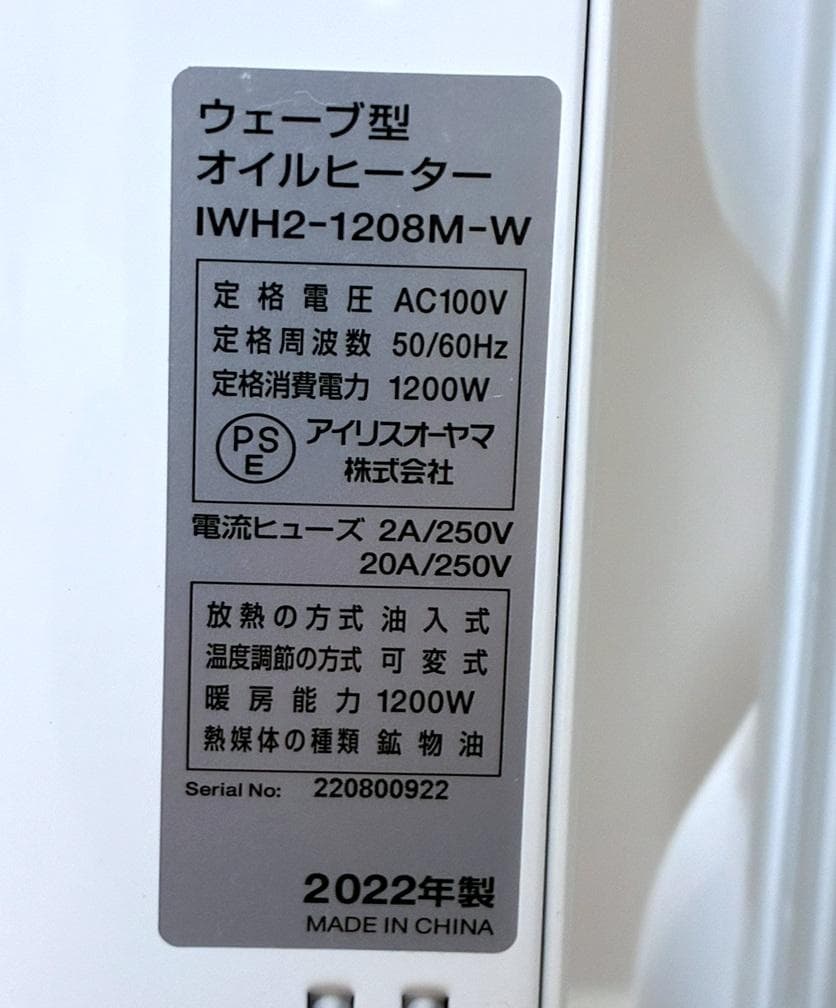 ウェーブ型
オイルヒーター
IWH2-1208M-W
定格電圧 AC100V
定格周波数 50/60Hz
定格消費電力 1200W
PSE アイリスオーヤマ
株式会社
電流ヒューズ 2A/250V
20A/250V
放熱の方式 油入式
温度調節の方式 可変式
暖房能力 1200W
熱媒体の種類 鉱物油
Serial No: 220800922
2022年製
MADE IN CHINA